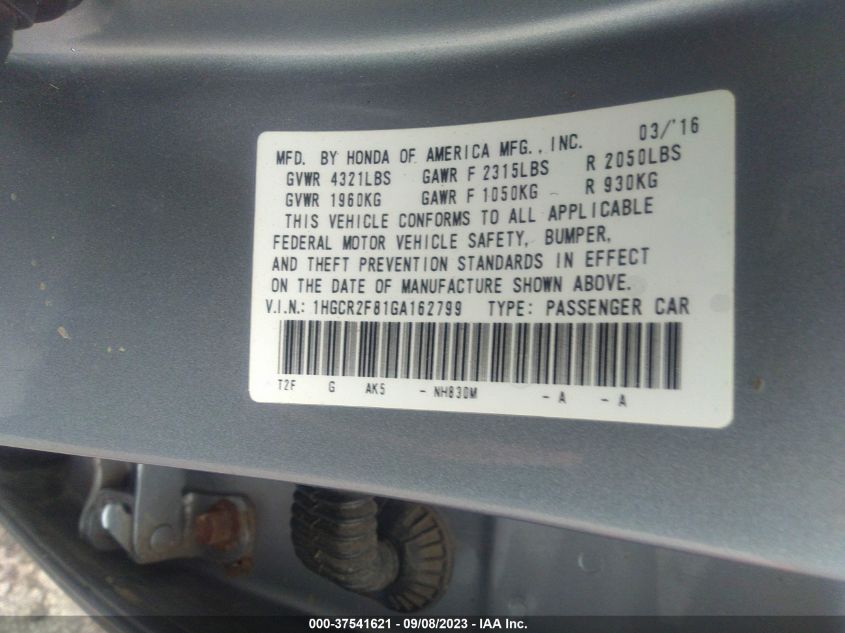 MFD. BY HONDA OF AMERICA MFG., INC. 03/'16
GVWR 4321LBS GAWR F 2315LBS R 2050LBS
GVWR 1960KG GAWR F 1050KG R 930KG
THIS VEHICLE CONFORMS TO ALL APPLICABLE
FEDERAL MOTOR VEHICLE SAFETY, BUMPER,
AND THEFT PREVENTION STANDARDS IN EFFECT
ON THE DATE OF MANUFACTURE SHOWN ABOVE.
V.I.N.: 1HGCR2F81GA162799 TYPE: PASSENGER CAR
T2F G AK5 - NH830M - A - A
000-37541621 - 09/08/2023 - IAA Inc.